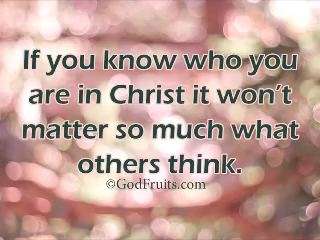 If you know who you
are in Christ it won't
matter so much what
others think.
©GodFruits.com